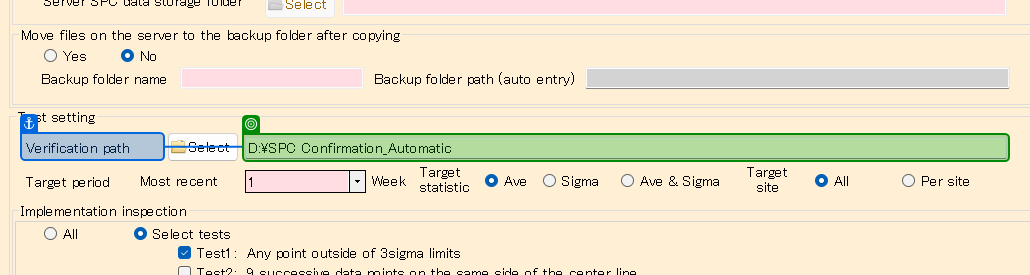 Server SPC data storage folder Select
Move files on the server to the backup folder after copying
Yes No
Backup folder name Backup folder path (auto entry)
Test setting
Verification path Select D:¥SPC Confirmation_Automatic
Target period Most recent 1 Week Target statistic Ave Sigma Ave & Sigma Target site All Per site
Implementation inspection
All Select tests
Test1: Any point outside of 3sigma limits
Test2: 9 successive data points on the same side of the center line